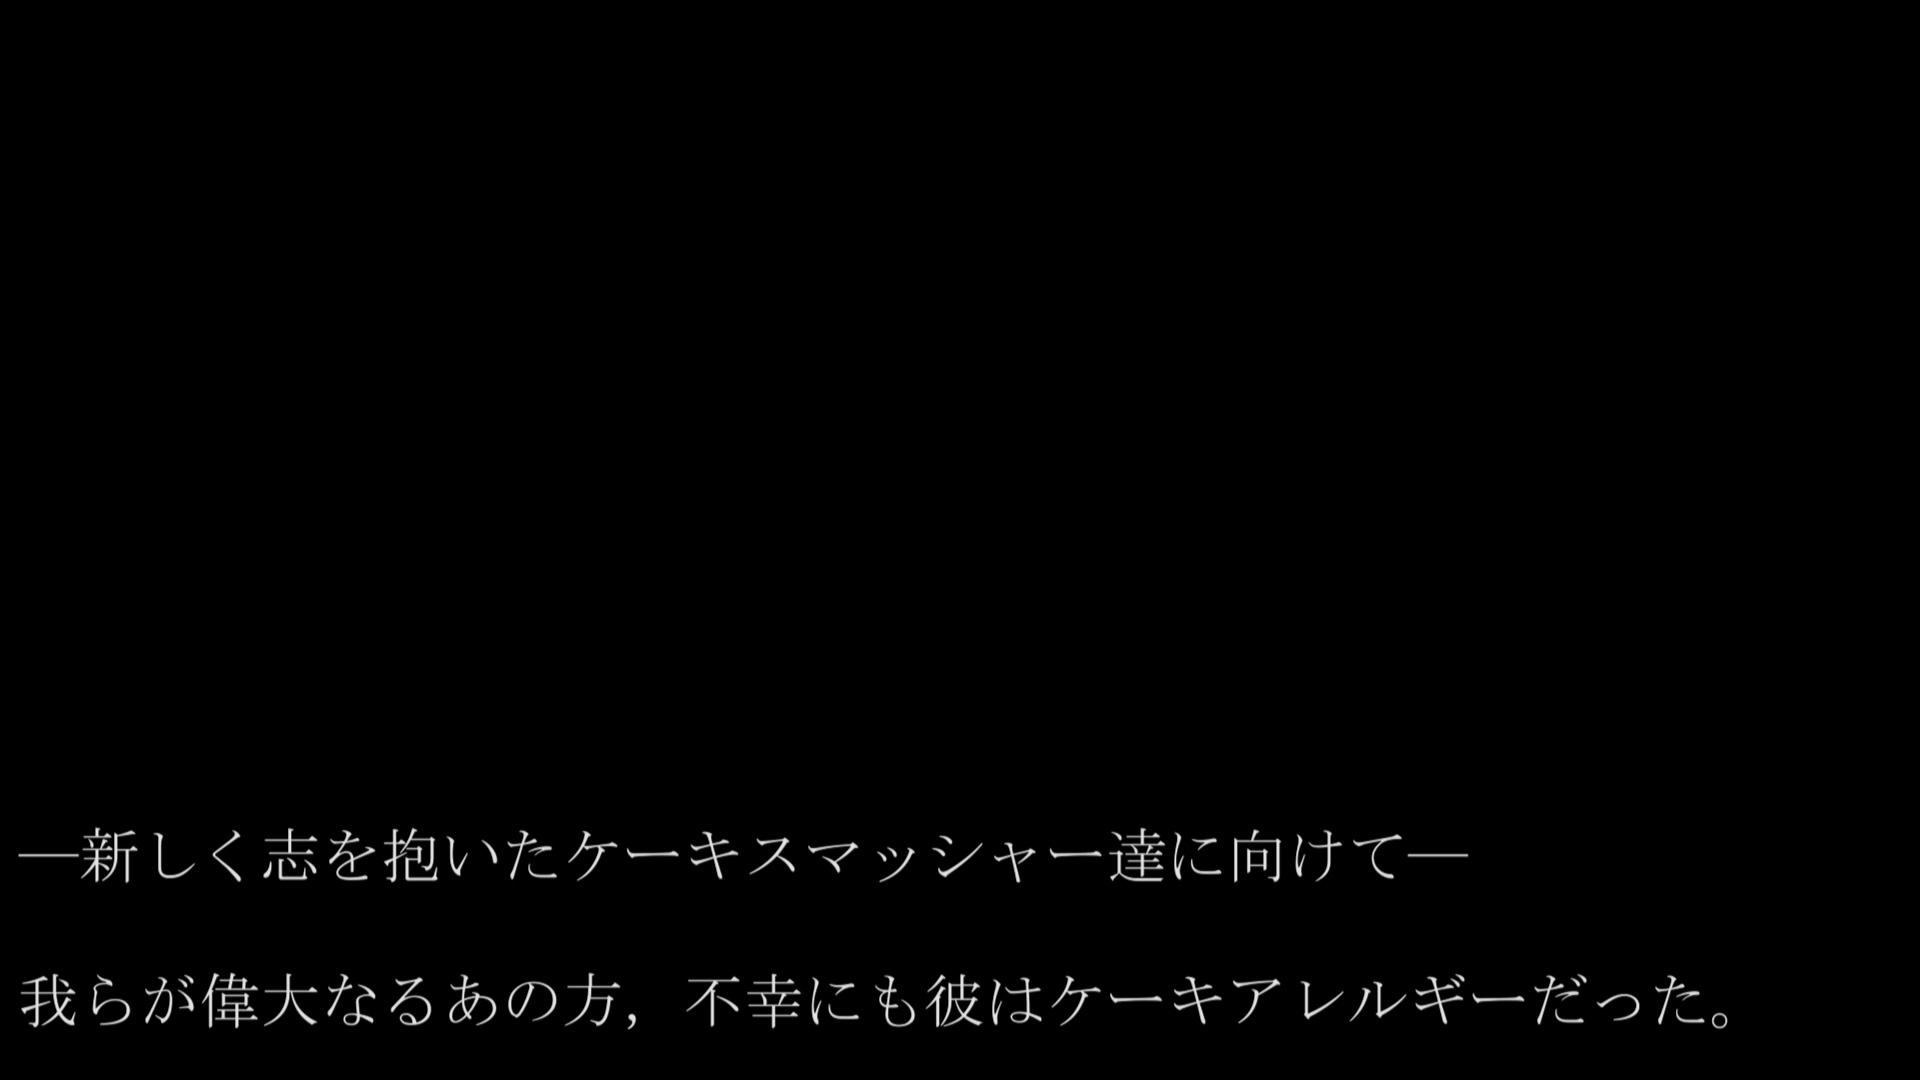 ―新しく志を抱いたケーキスマッシャー達に向けて―
我らが偉大なるあの方，不幸にも彼はケーキアレルギーだった。